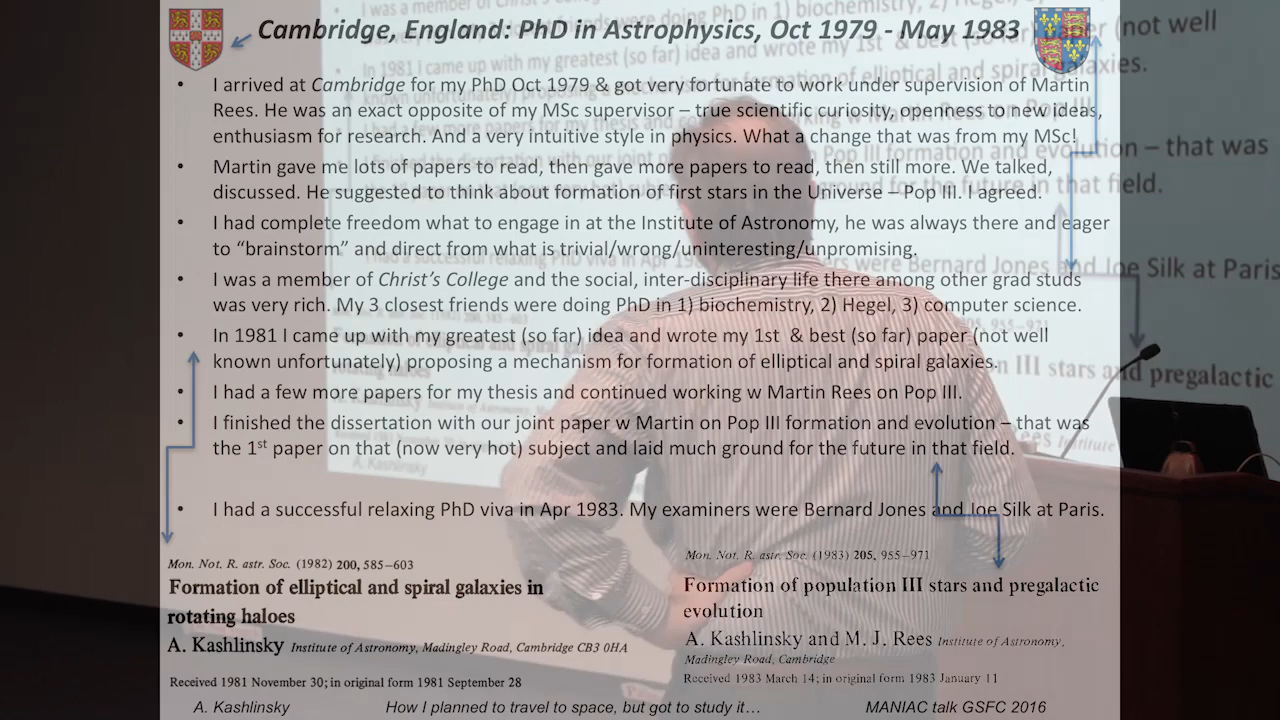 Cambridge, England: PhD in Astrophysics, Oct 1979 - May 1983
• I arrived at Cambridge for my PhD Oct 1979 & got very fortunate to work under supervision of Martin
Rees. He was an exact opposite of my MSc supervisor – true scientific curiosity, openness to new ideas,
enthusiasm for research. And a very intuitive style in physics. What a change that was from my MSc!
• Martin gave me lots of papers to read, then gave more papers to read, then still more. We talked,
discussed. He suggested to think about formation of first stars in the Universe – Pop III. I agreed.
• I had complete freedom what to engage in at the Institute of Astronomy, he was always there and eager
to “brainstorm” and direct from what is trivial/wrong/uninteresting/unpromising.
• I was a member of Christ’s College and the social, inter-disciplinary life there among other grad studs
was very rich. My 3 closest friends were doing PhD in 1) biochemistry, 2) Hegel, 3) computer science.
• In 1981 I came up with my greatest (so far) idea and wrote my 1st & best (so far) paper (not well
known unfortunately) proposing a mechanism for formation of elliptical and spiral galaxies.
• I had a few more papers for my thesis and continued working w Martin Rees on Pop III.
• I finished the dissertation with our joint paper w Martin on Pop III formation and evolution – that was
the 1st paper on that (now very hot) subject and laid much ground for the future in that field.
• I had a successful relaxing PhD viva in Apr 1983. My examiners were Bernard Jones and Joe Silk at Paris.
Mon. Not. R. astr. Soc. (1982) 200, 585–603
Formation of elliptical and spiral galaxies in
rotating haloes
A. Kashlinsky Institute of Astronomy, Madingley Road, Cambridge CB3 0HA
Received 1981 November 30; in original form 1981 September 28
Mon. Not. R. astr. Soc. (1983) 205, 955–971
Formation of population III stars and pregalactic
evolution
A. Kashlinsky and M. J. Rees Institute of Astronomy,
Madingley Road, Cambridge
Received 1983 March 14; in original form 1983 January 11
A. Kashlinsky How I planned to travel to space, but got to study it… MANIAC talk GSFC 2016